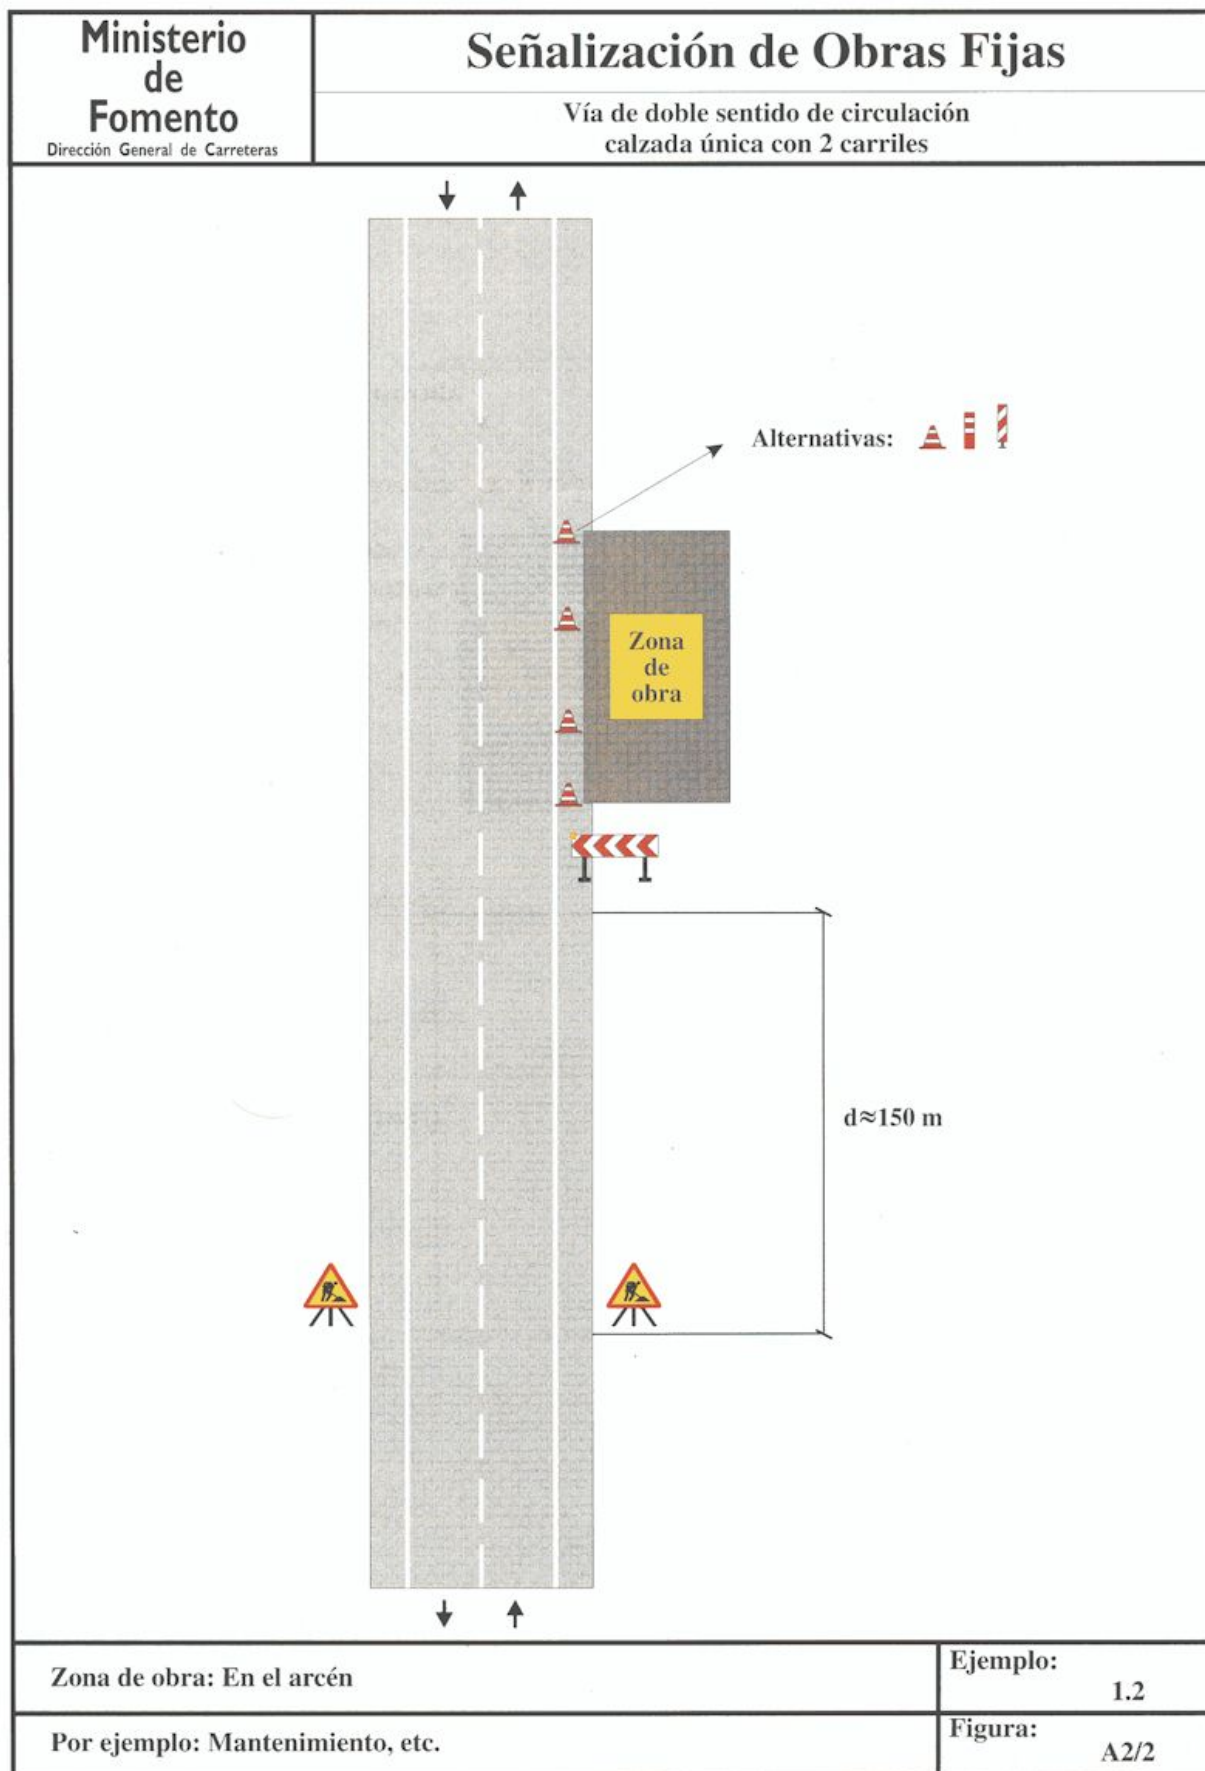 Ministerio
de
Fomento
Dirección General de Carreteras
Señalización de Obras Fijas
Vía de doble sentido de circulación
calzada única con 2 carriles
Alternativas:
Zona
de
obra
d≈150 m
Zona de obra: En el arcén
Ejemplo:
1.2
Por ejemplo: Mantenimiento, etc.
Figura:
A2/2